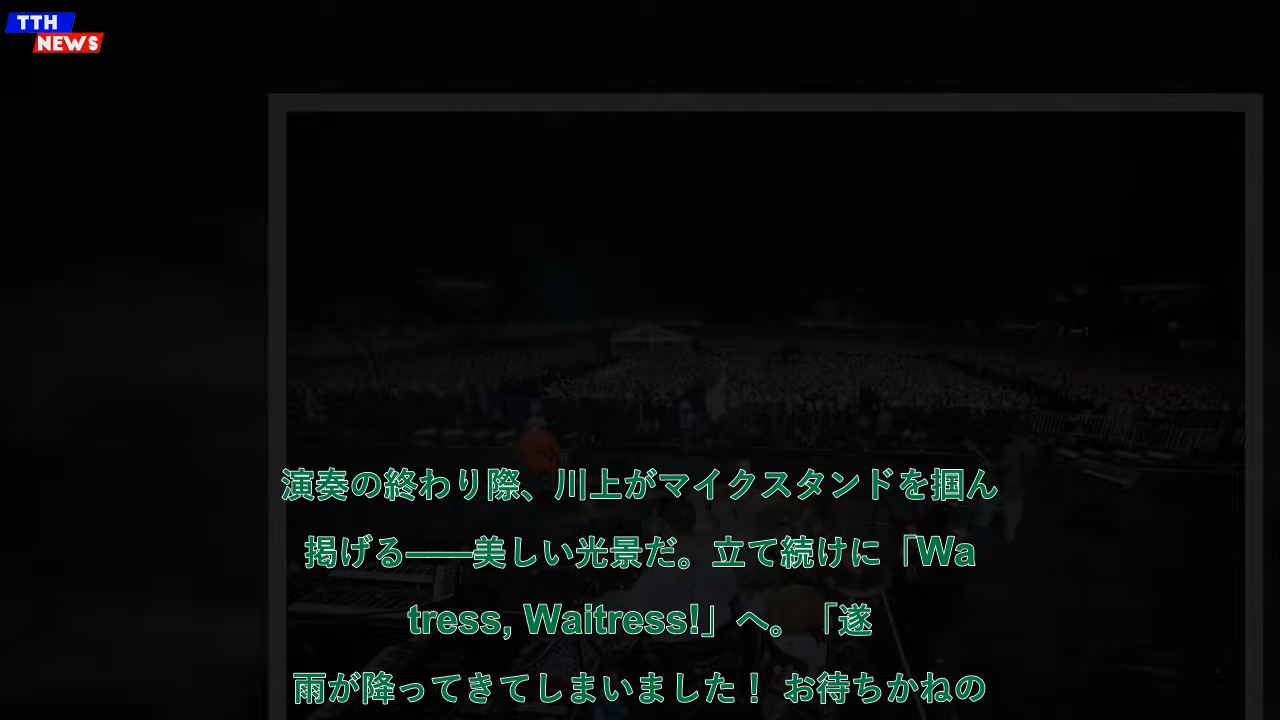 TTH
NEWS
演奏の終わり際、川上がマイクスタンドを掴ん
掲げる――美しい光景だ。立て続けに「Wa
tress, Waitress!」へ。「遂
雨が降ってきてしまいました！ お待ちかねの